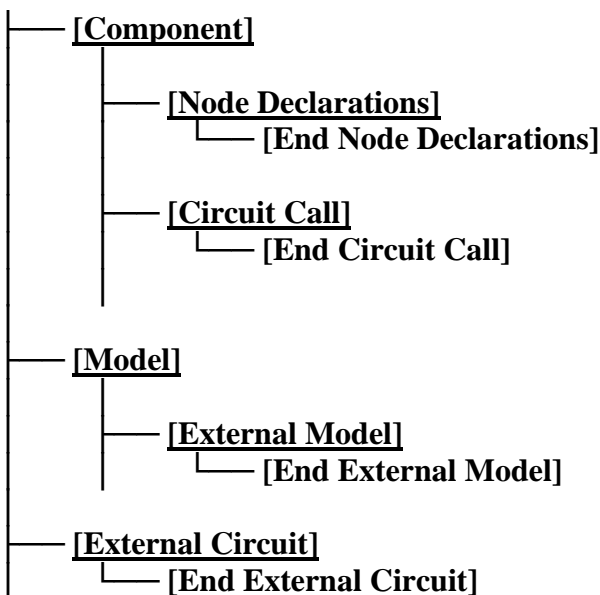 [Component]
[Node Declarations]
[End Node Declarations]
[Circuit Call]
[End Circuit Call]
[Model]
[External Model]
[End External Model]
[External Circuit]
[End External Circuit]